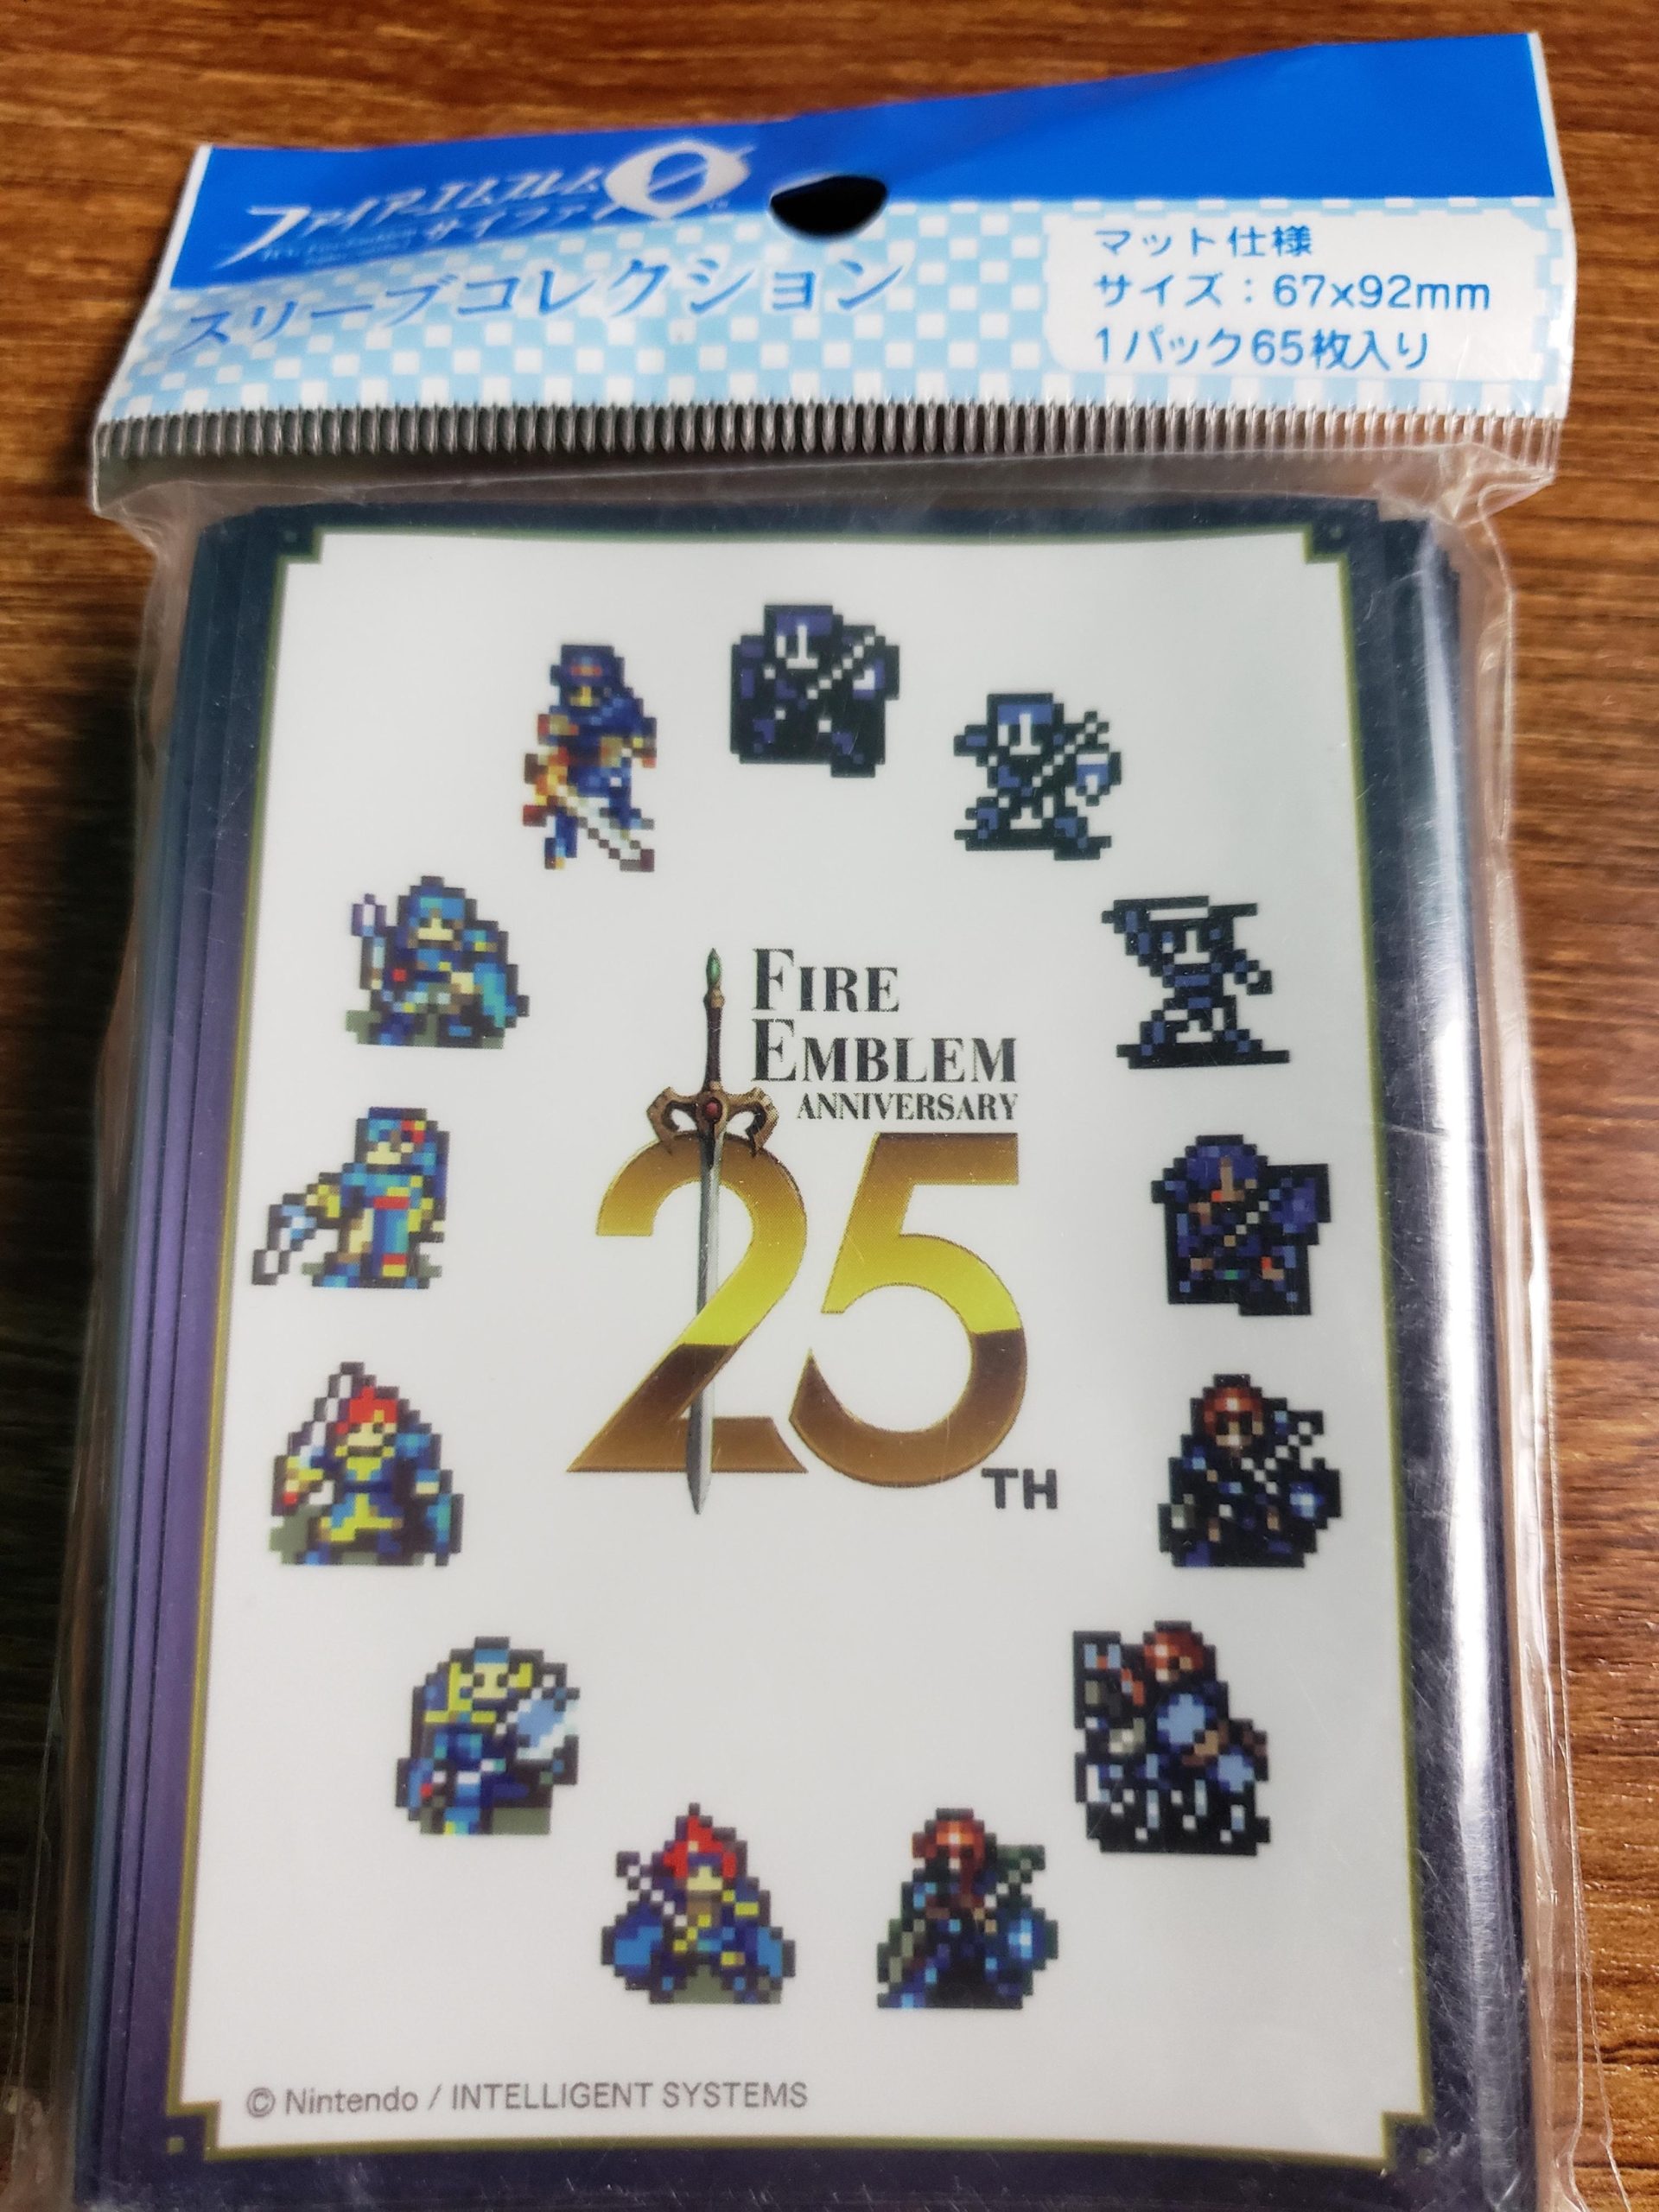 ファイアーエムブレム0
サイファ
スリーブコレクション
マット仕様
サイズ：67x92mm
1パック65枚入り
FIRE
EMBLEM
ANNIVERSARY
25
TH
© Nintendo / INTELLIGENT SYSTEMS